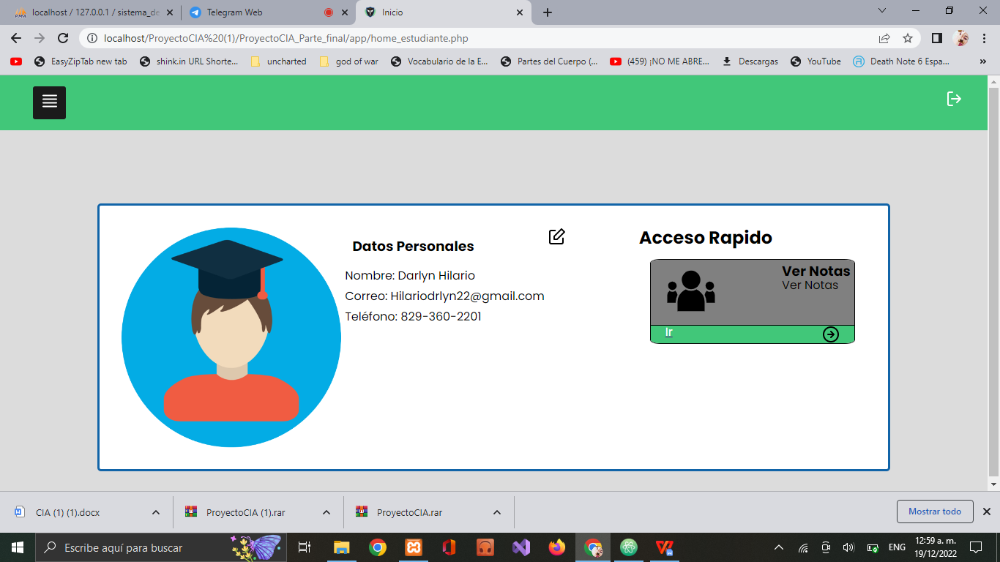 localhost / 127.0.0.1 / sistema_de
Telegram Web
Inicio
localhost/ProyectoCIA%20(1)/ProyectoCIA_Parte_final/app/home_estudiante.php
EasyZipTab new tab
shink.in URL Shorte...
uncharted
god of war
Vocabulario de la E...
Partes del Cuerpo (...
(459) ¡NO ME ABRE...
Descargas
YouTube
Death Note 6 Espa...
»
Datos Personales
Nombre: Darlyn Hilario
Correo: Hilariodrlyn22@gmail.com
Teléfono: 829-360-2201
Acceso Rapido
Ver Notas
Ver Notas
Ir
CIA (1) (1).docx
ProyectoCIA (1).rar
ProyectoCIA.rar
Mostrar todo
Escribe aquí para buscar
ENG
12:59 a. m.
19/12/2022